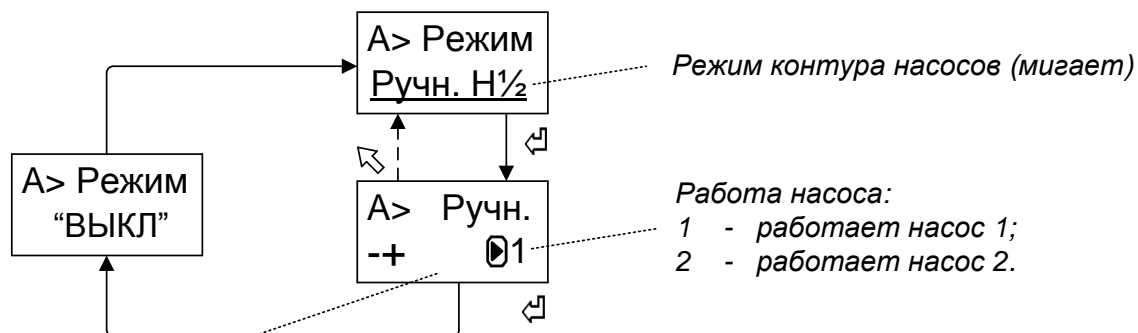 A> Режим
Ручн. Н½
Режим контура насосов (мигает)
A> Режим
“ВЫКЛ”
A> Ручн.
-+ 1
Работа насоса:
1 - работает насос 1;
2 - работает насос 2.